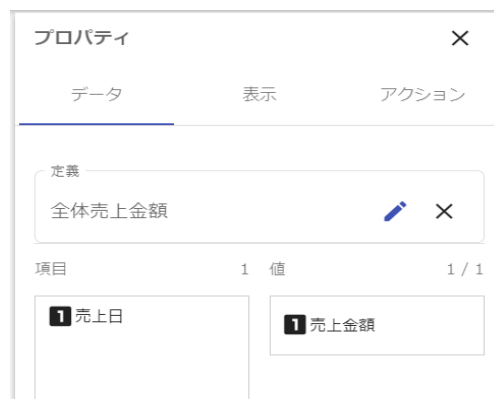 プロパティ
データ 表示 アクション
定義
全体売上金額
項目 1 値 1 / 1
1 売上日 1 売上金額